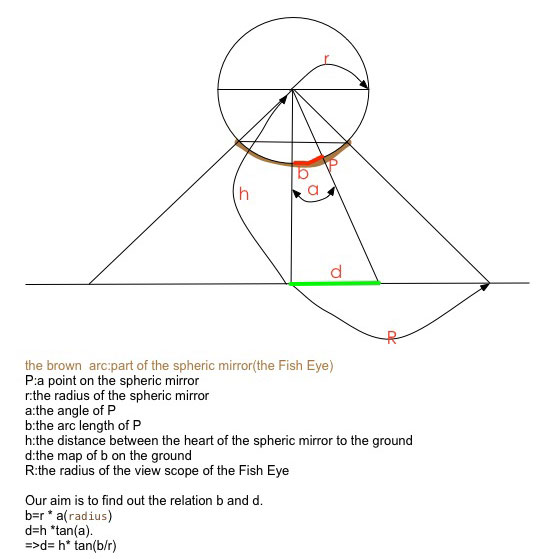 r
P
b
a
h
d
R
the brown  arc:part of the spheric mirror(the Fish Eye)
P:a point on the spheric mirror
r:the radius of the spheric mirror
a:the angle of P
b:the arc length of P
h:the distance between the heart of the spheric mirror to the ground
d:the map of b on the ground
R:the radius of the view scope of the Fish Eye
Our aim is to find out the relation b and d.
b=r * a(radius)
d=h *tan(a).
=>d= h* tan(b/r)